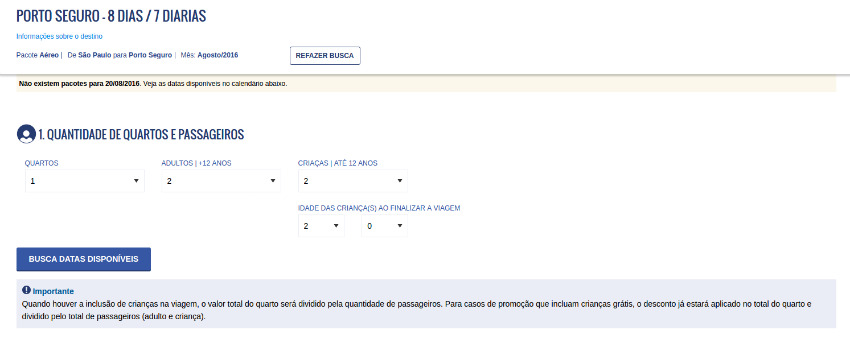 PORTO SEGURO - 8 DIAS / 7 DIARIAS
Informações sobre o destino
Pacote Aéreo | De São Paulo para Porto Seguro | Mês: Agosto/2016 REFAZER BUSCA
Não existem pacotes para 20/08/2016. Veja as datas disponíveis no calendário abaixo.
1. QUANTIDADE DE QUARTOS E PASSAGEIROS
QUARTOS ADULTOS | +12 ANOS CRIAÇAS | ATÉ 12 ANOS
1 2 2
IDADE DAS CRIANÇA(S) AO FINALIZAR A VIAGEM
2 0
BUSCA DATAS DISPONÍVEIS
Importante
Quando houver a inclusão de crianças na viagem, o valor total do quarto será dividido pela quantidade de passageiros. Para casos de promoção que incluam crianças grátis, o desconto já estará aplicado no total do quarto e
dividido pelo total de passageiros (adulto e criança).